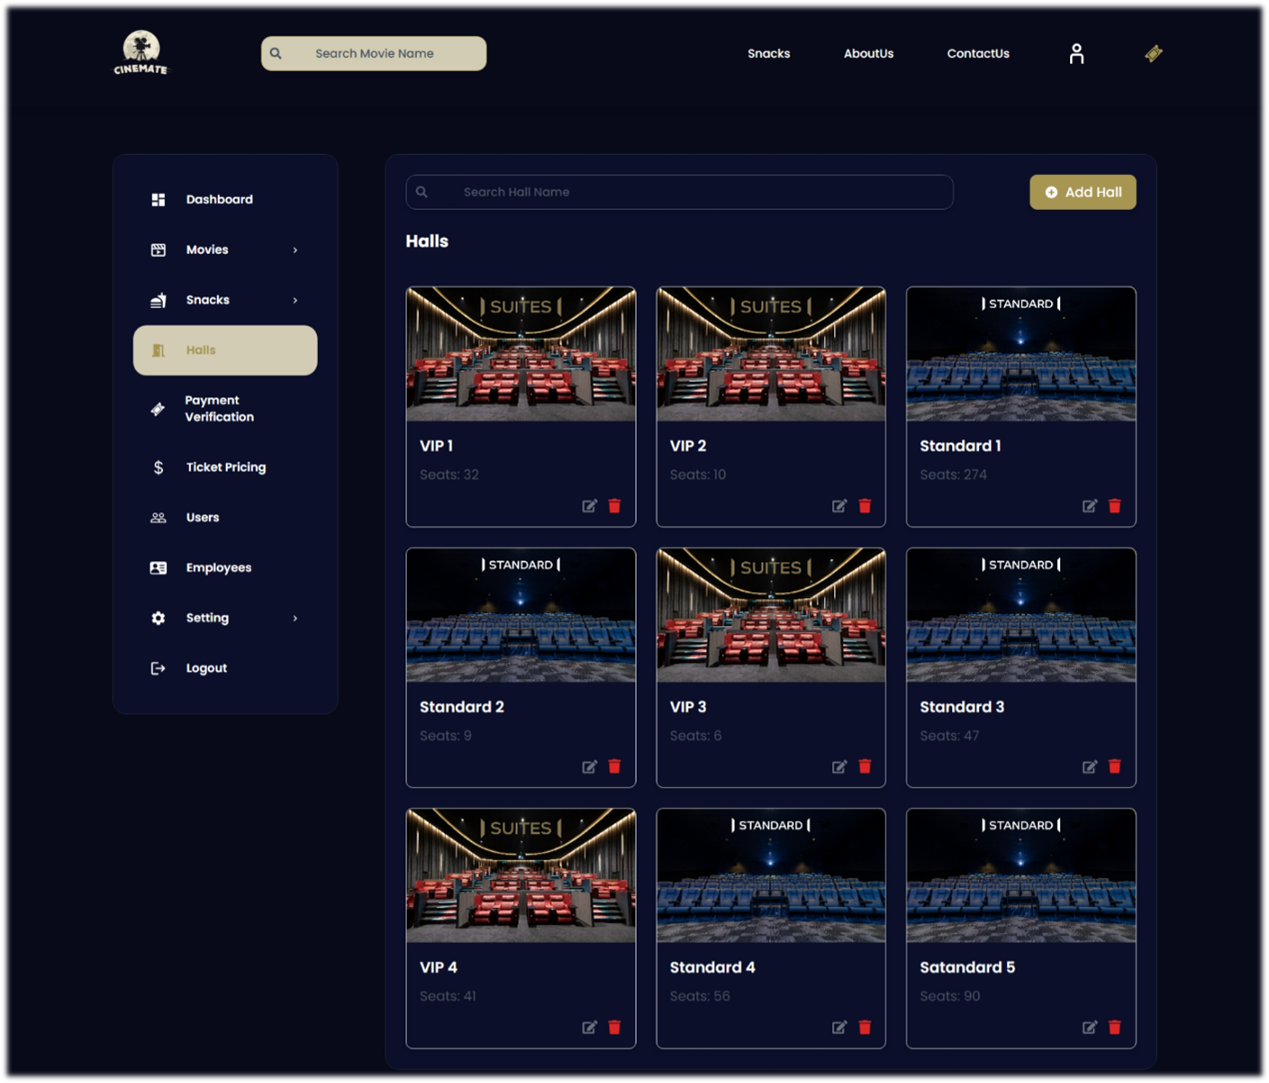 CINEMATE
Search Movie Name
Snacks
AboutUs
ContactUs
Dashboard
Movies
Snacks
Halls
Payment
Verification
Ticket Pricing
Users
Employees
Setting
Logout
Search Hall Name
Add Hall
Halls
SUITES
VIP 1
Seats: 32
SUITES
VIP 2
Seats: 10
STANDARD
Standard 1
Seats: 274
STANDARD
Standard 2
Seats: 9
SUITES
VIP 3
Seats: 6
STANDARD
Standard 3
Seats: 47
SUITES
VIP 4
Seats: 41
STANDARD
Standard 4
Seats: 56
STANDARD
Satandard 5
Seats: 90